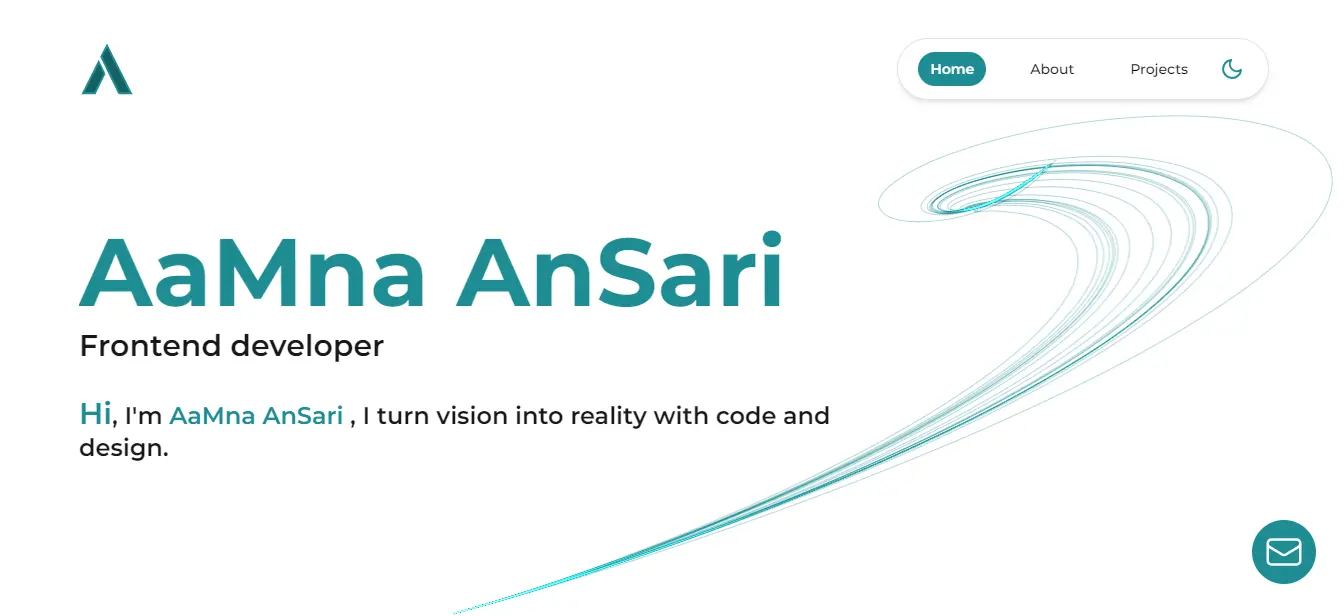 Home About Projects
AaMna AnSari
Frontend developer
Hi, I'm AaMna AnSari , I turn vision into reality with code and
design.